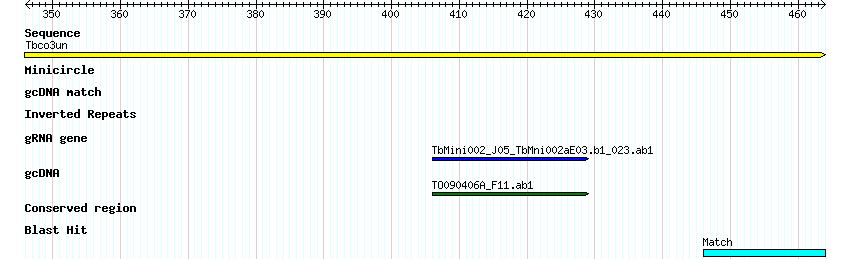 350 360 370 380 390 400 410 420 430 440 450 460
Sequence
Tbco3un
Minicircle
gcDNA match
Inverted Repeats
gRNA gene
TbMini002_J05_TbMni002aE03.b1_023.ab1
gcDNA
TO090406A_F11.ab1
Conserved region
Blast Hit
Match